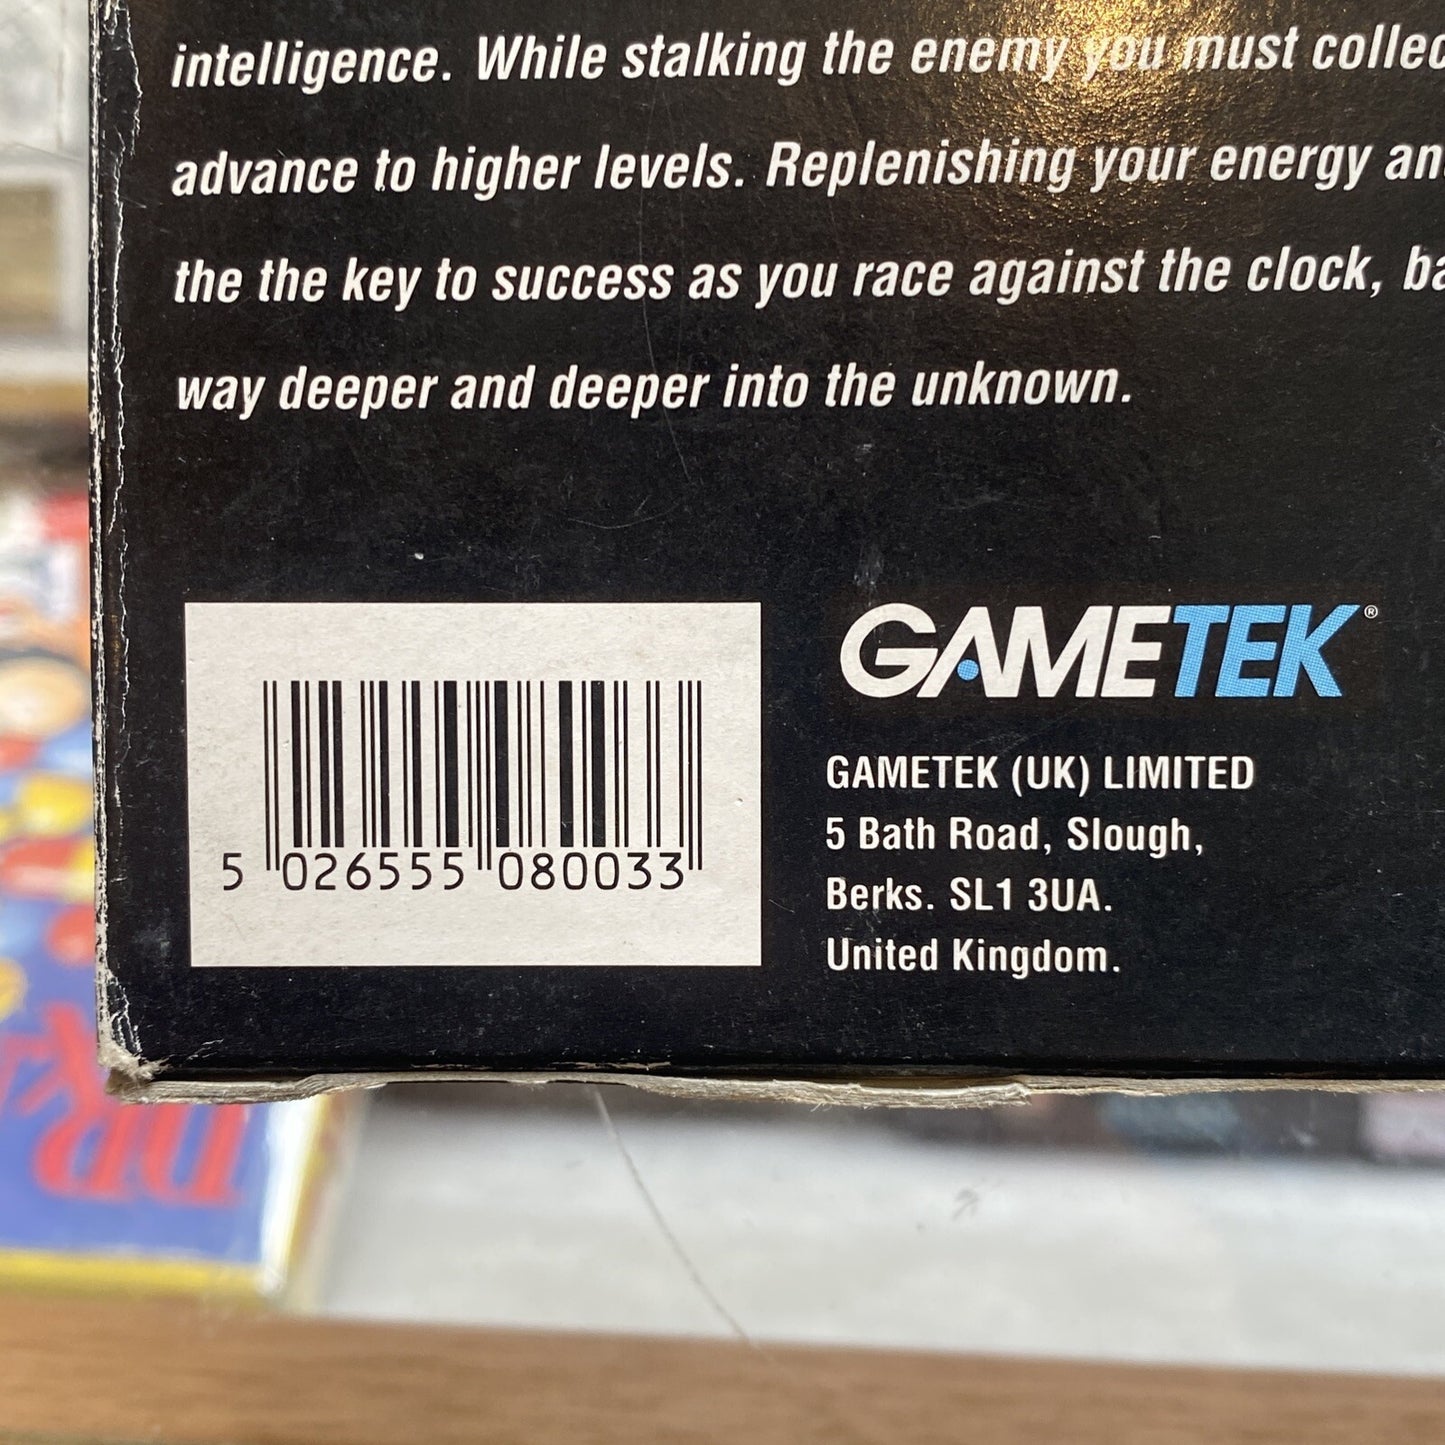 intelligence. While stalking the enemy you must collec
advance to higher levels. Replenishing your energy an
the the key to success as you race against the clock, ba
way deeper and deeper into the unknown.
5 026555 080033
GAMETEK®
GAMETEK (UK) LIMITED
5 Bath Road, Slough,
Berks. SL1 3UA.
United Kingdom.
DR